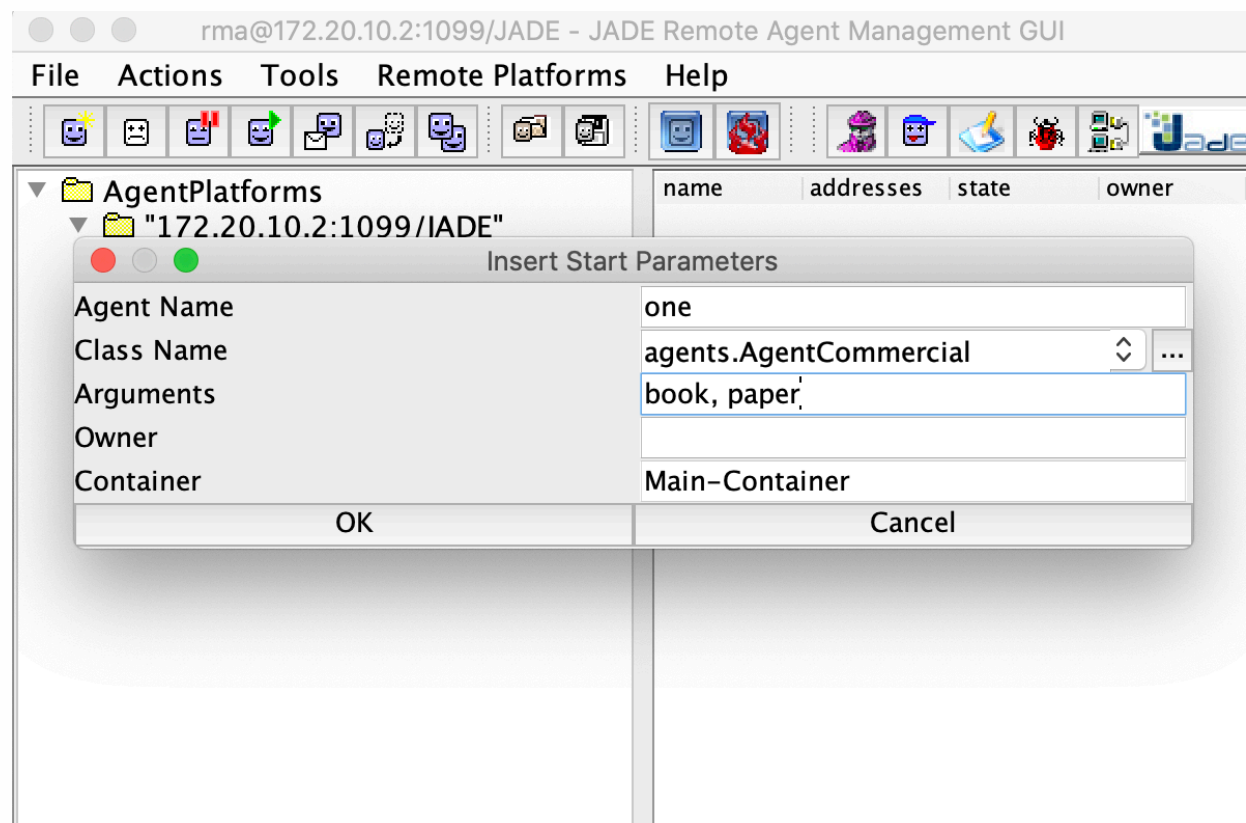 rma@172.20.10.2:1099/JADE - JADE Remote Agent Management GUI
File Actions Tools Remote Platforms Help
Jade
AgentPlatforms
name addresses state owner
"172.20.10.2:1099/JADE"
Insert Start Parameters
Agent Name one
Class Name agents.AgentCommercial ...
Arguments book, paper
Owner
Container Main-Container
OK Cancel